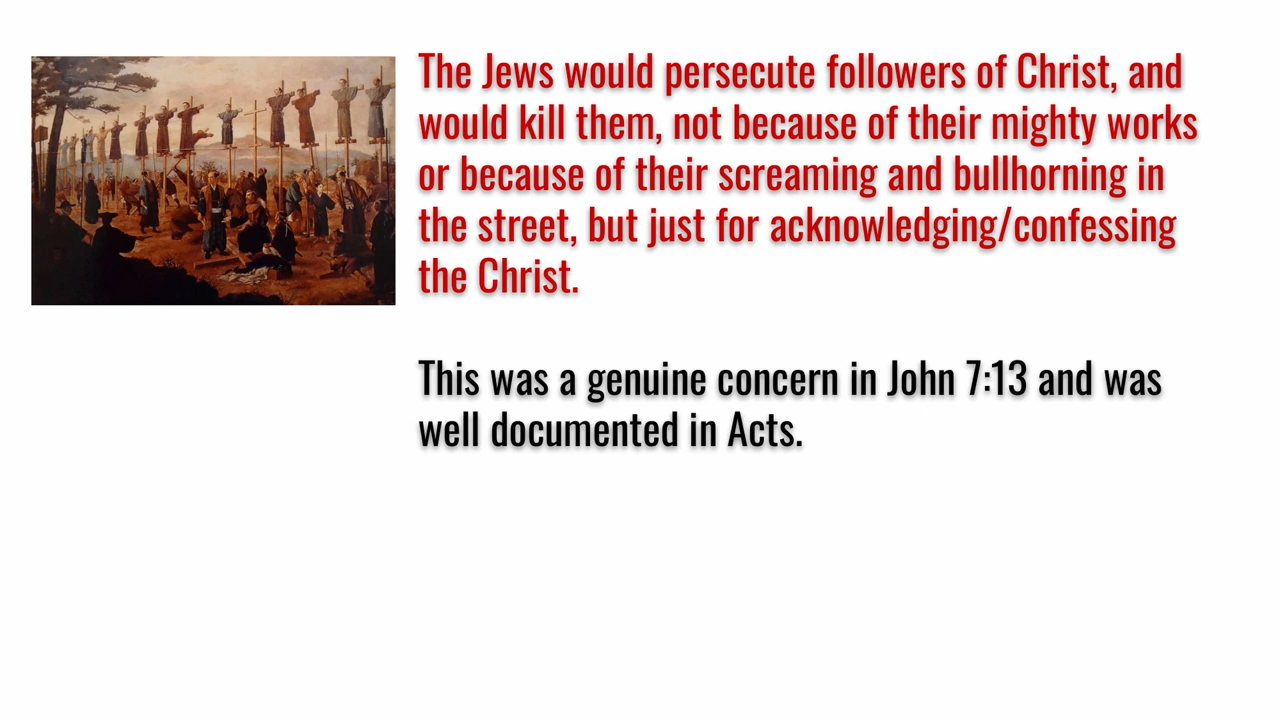 The Jews would persecute followers of Christ, and
would kill them, not because of their mighty works
or because of their screaming and bullhorning in
the street, but just for acknowledging/confessing
the Christ.
This was a genuine concern in John 7:13 and was
well documented in Acts.